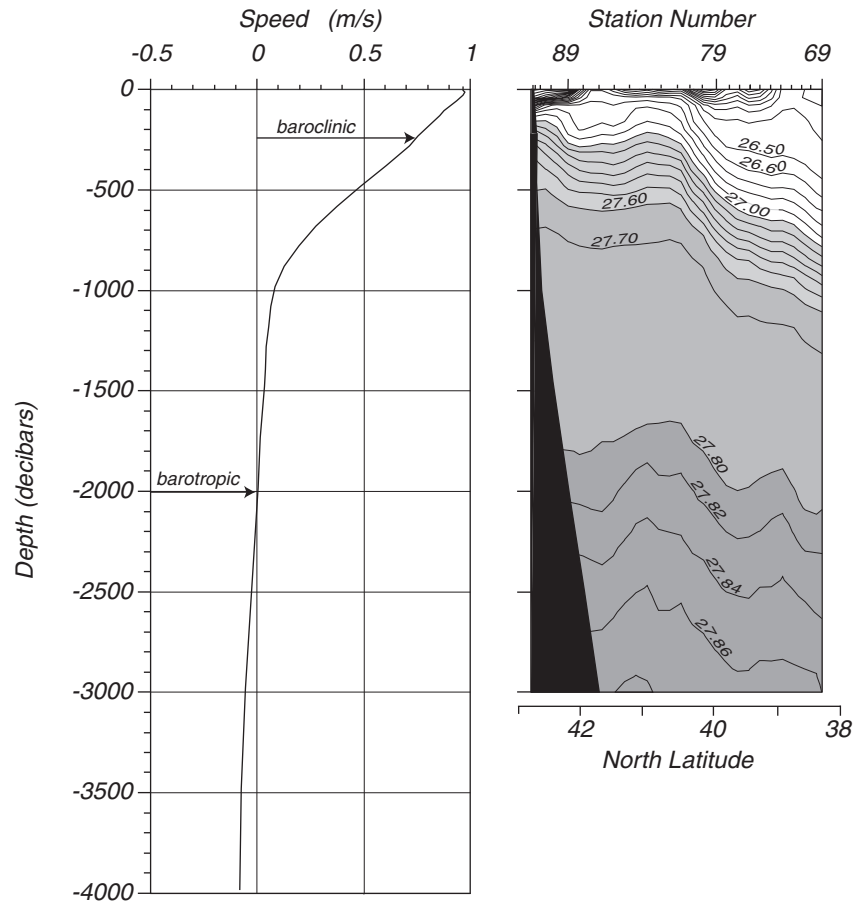 Speed (m/s)
-0.5 0 0.5 1
0
-500
-1000
-1500
-2000
-2500
-3000
-3500
-4000
Depth (decibars)
baroclinic
barotropic
Station Number
89 79 69
26.50
26.60
27.00
27.60
27.70
27.80
27.82
27.84
27.86
42 40 38
North Latitude